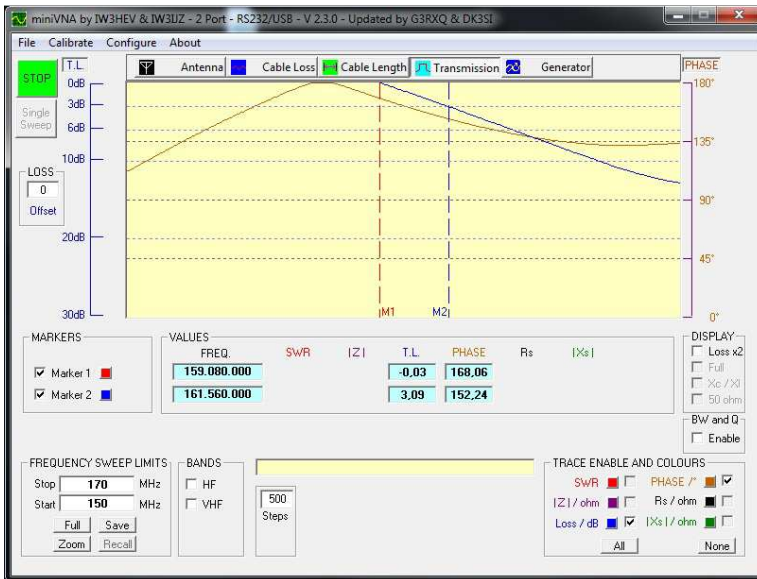 miniVNA by IW3HEV & IW3IJZ - 2 Port - RS232/USB - V 2.3.0 - Updated by G3RXQ & DK3SI
File Calibrate Configure About
STOP
Single Sweep
T.L.
Antenna Cable Loss Cable Length Transmission Generator
PHASE
0dB
3dB
6dB
10dB
20dB
30dB
180°
135°
90°
45°
0°
LOSS
0
Offset
M1 M2
MARKERS
Marker 1
Marker 2
VALUES
FREQ. SWR |Z| T.L. PHASE Rs |Xs|
159.080.000 -0,03 168,06
161.560.000 3,09 152,24
DISPLAY
Loss x2
Full
Xc / Xl
50 ohm
BW and Q
Enable
FREQUENCY SWEEP LIMITS
Stop 170 MHz
Start 150 MHz
Full Save
Zoom Recall
BANDS
HF
VHF
500
Steps
TRACE ENABLE AND COLOURS
SWR PHASE /°
|Z| / ohm Rs / ohm
Loss / dB |Xs| / ohm
All None